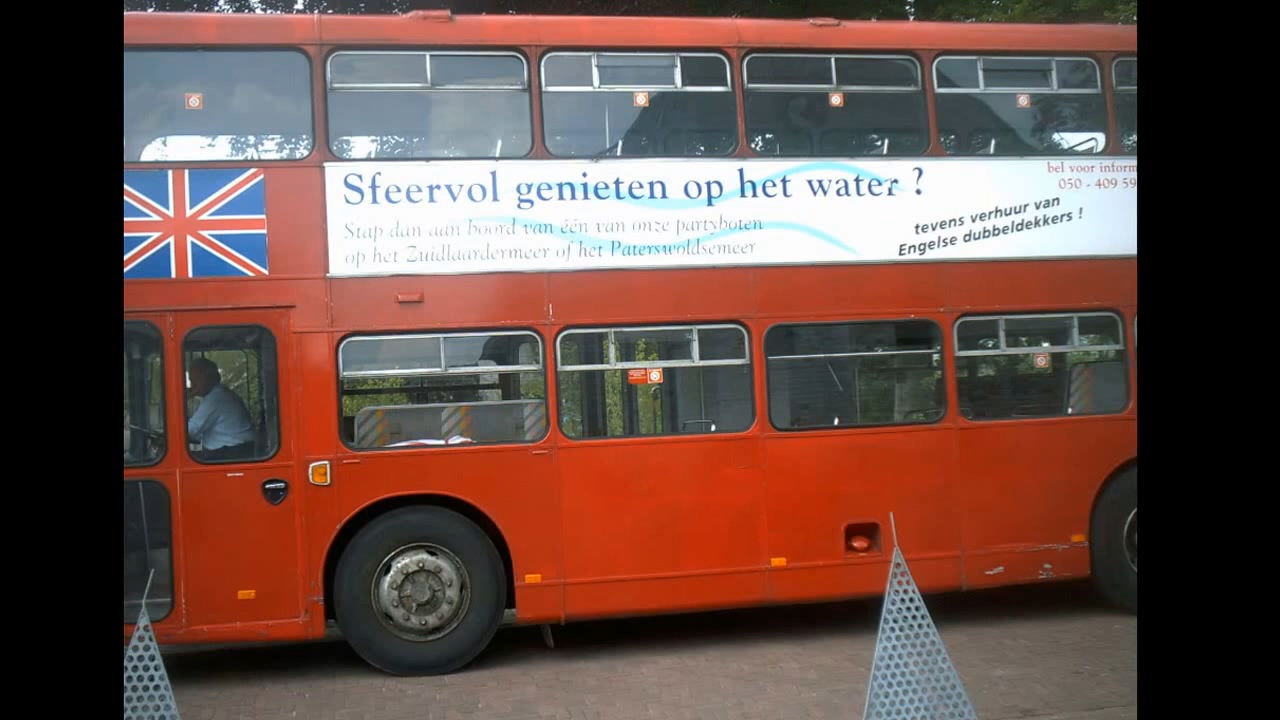 Sfeervol genieten op het water ?
Stap dan aan boord van één van onze partyboten
op het Zuidlaardermeer of het Paterswoldsemeer
bel voor inform
050 - 409 59
tevens verhuur van
Engelse dubbeldekkers !